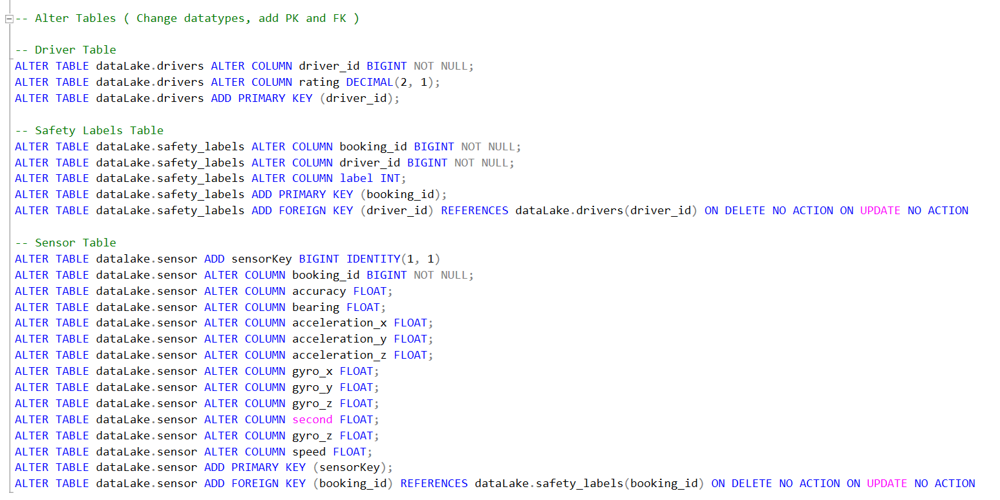 -- Alter Tables ( Change datatypes, add PK and FK )
-- Driver Table
ALTER TABLE dataLake.drivers ALTER COLUMN driver_id BIGINT NOT NULL;
ALTER TABLE dataLake.drivers ALTER COLUMN rating DECIMAL(2, 1);
ALTER TABLE dataLake.drivers ADD PRIMARY KEY (driver_id);
-- Safety Labels Table
ALTER TABLE dataLake.safety_labels ALTER COLUMN booking_id BIGINT NOT NULL;
ALTER TABLE dataLake.safety_labels ALTER COLUMN driver_id BIGINT NOT NULL;
ALTER TABLE dataLake.safety_labels ALTER COLUMN label INT;
ALTER TABLE dataLake.safety_labels ADD PRIMARY KEY (booking_id);
ALTER TABLE dataLake.safety_labels ADD FOREIGN KEY (driver_id) REFERENCES dataLake.drivers(driver_id) ON DELETE NO ACTION ON UPDATE NO ACTION
-- Sensor Table
ALTER TABLE datalake.sensor ADD sensorKey BIGINT IDENTITY(1, 1)
ALTER TABLE dataLake.sensor ALTER COLUMN booking_id BIGINT NOT NULL;
ALTER TABLE dataLake.sensor ALTER COLUMN accuracy FLOAT;
ALTER TABLE dataLake.sensor ALTER COLUMN bearing FLOAT;
ALTER TABLE dataLake.sensor ALTER COLUMN acceleration_x FLOAT;
ALTER TABLE dataLake.sensor ALTER COLUMN acceleration_y FLOAT;
ALTER TABLE dataLake.sensor ALTER COLUMN acceleration_z FLOAT;
ALTER TABLE dataLake.sensor ALTER COLUMN gyro_x FLOAT;
ALTER TABLE dataLake.sensor ALTER COLUMN gyro_y FLOAT;
ALTER TABLE dataLake.sensor ALTER COLUMN gyro_z FLOAT;
ALTER TABLE dataLake.sensor ALTER COLUMN second FLOAT;
ALTER TABLE dataLake.sensor ALTER COLUMN gyro_z FLOAT;
ALTER TABLE dataLake.sensor ALTER COLUMN speed FLOAT;
ALTER TABLE dataLake.sensor ADD PRIMARY KEY (sensorKey);
ALTER TABLE dataLake.sensor ADD FOREIGN KEY (booking_id) REFERENCES dataLake.safety_labels(booking_id) ON DELETE NO ACTION ON UPDATE NO ACTION